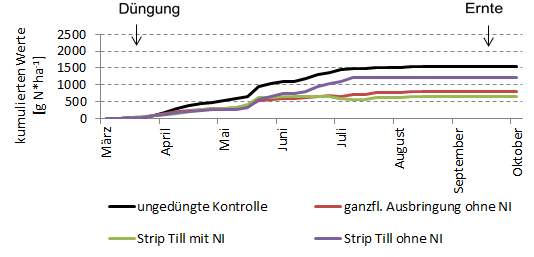 Düngung
Ernte
kumulierten Werte
[g N*ha⁻¹]
2500
2000
1500
1000
500
0
März
April
Mai
Juni
Juli
August
September
Oktober
ungedüngte Kontrolle
ganzfl. Ausbringung ohne NI
Strip Till mit NI
Strip Till ohne NI